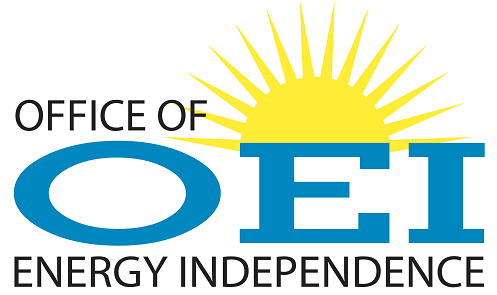 OFFICE OF
OEI
ENERGY INDEPENDENCE